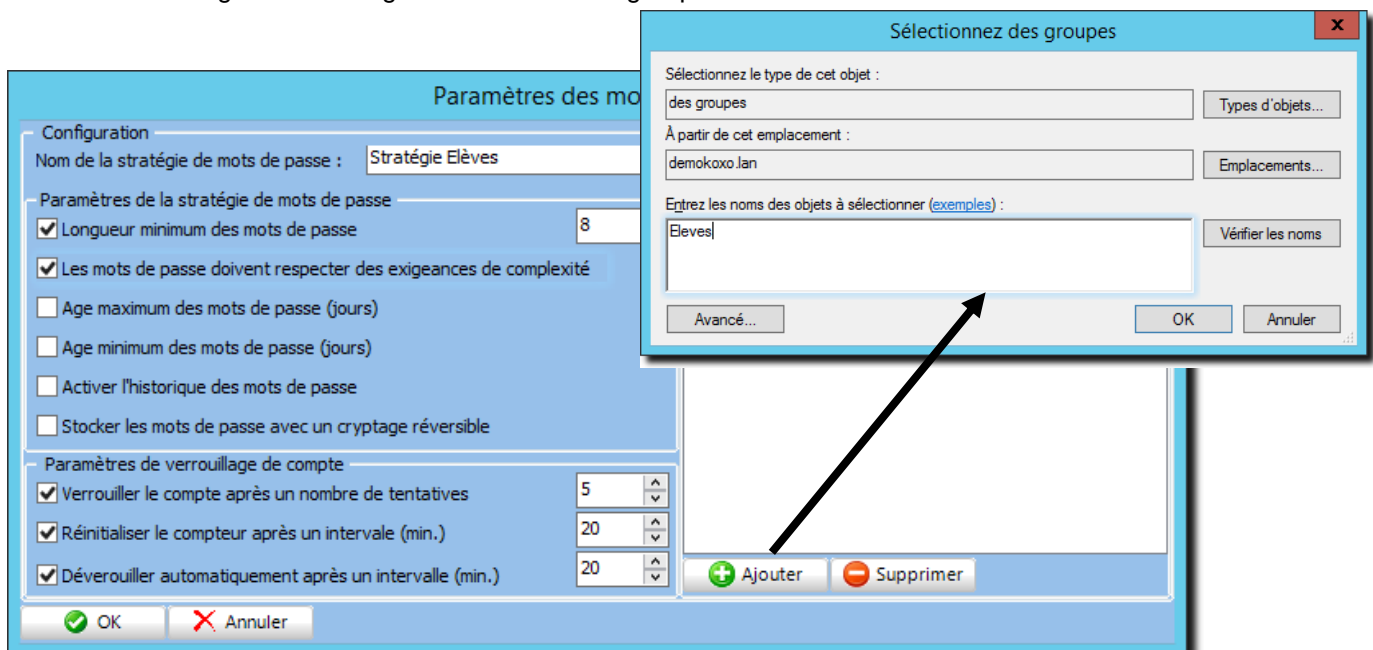 Sélectionnez des groupes
x
Sélectionnez le type de cet objet :
des groupes
Types d'objets...
À partir de cet emplacement :
demokoxo.lan
Emplacements...
Entrez les noms des objets à sélectionner (exemples) :
Eleves
Vérifier les noms
Avancé...
OK
Annuler
Paramètres des mo
Configuration
Nom de la stratégie de mots de passe :
Stratégie Elèves
Paramètres de la stratégie de mots de passe
Longueur minimum des mots de passe
8
Les mots de passe doivent respecter des exigeances de complexité
Age maximum des mots de passe (jours)
Age minimum des mots de passe (jours)
Activer l'historique des mots de passe
Stocker les mots de passe avec un cryptage réversible
Paramètres de verrouillage de compte
Verrouiller le compte après un nombre de tentatives
5
Réinitialiser le compteur après un intervale (min.)
20
Déverouiller automatiquement après un intervalle (min.)
20
Ajouter
Supprimer
OK
Annuler